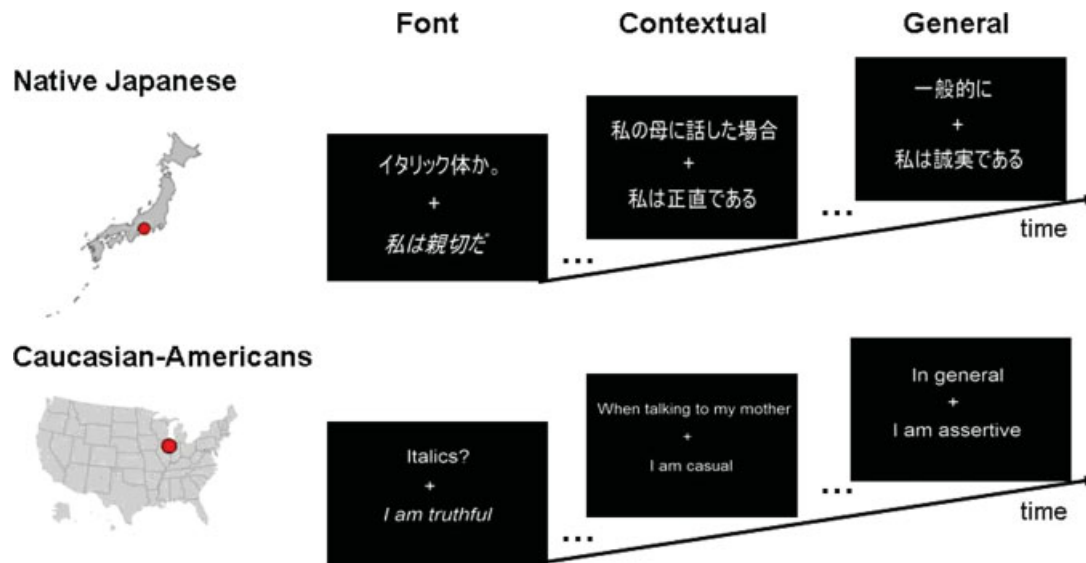 Font
Contextual
General
Native Japanese
イタリック体か。
+
私は親切だ
...
私の母に話した場合
+
私は正直である
...
一般的に
+
私は誠実である
time
Caucasian-Americans
Italics?
+
I am truthful
...
When talking to my mother
+
I am casual
...
In general
+
I am assertive
time